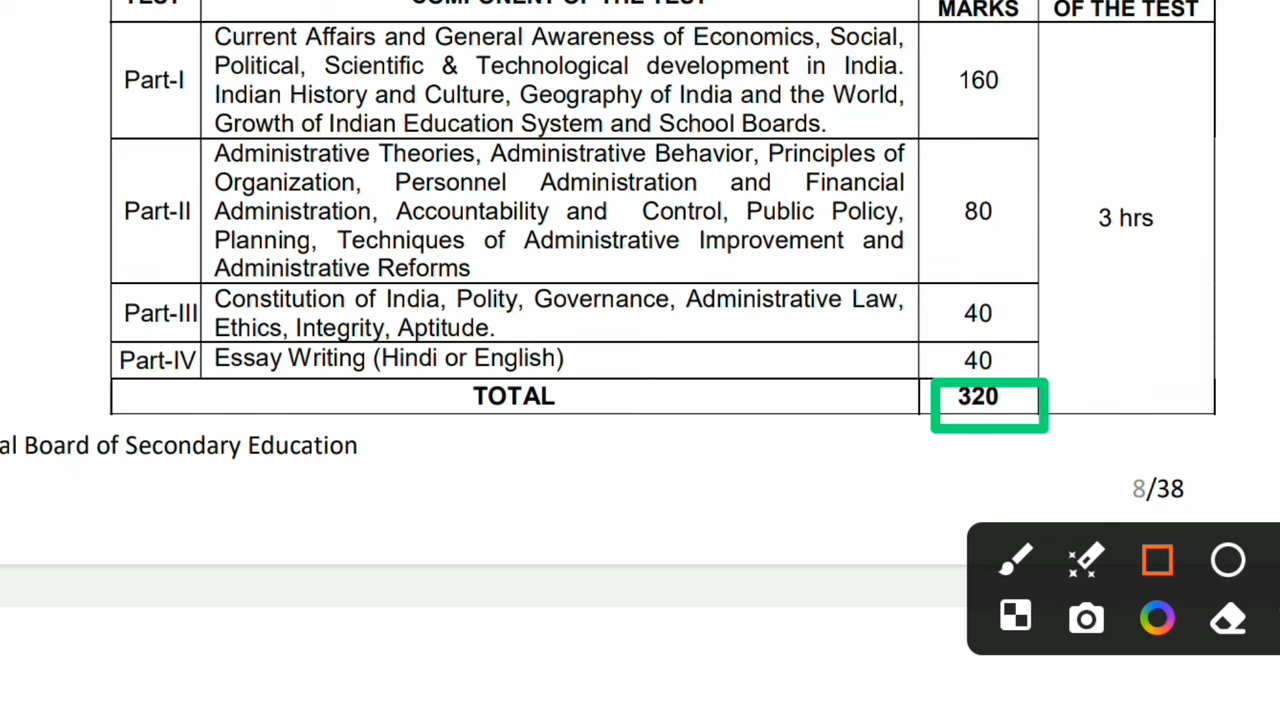 TEST COMPONENT OF THE TEST MARKS OF THE TEST
Part-I
Current Affairs and General Awareness of Economics, Social,
Political, Scientific & Technological development in India.
Indian History and Culture, Geography of India and the World,
Growth of Indian Education System and School Boards.
160
Part-II
Administrative Theories, Administrative Behavior, Principles of
Organization, Personnel Administration and Financial
Administration, Accountability and Control, Public Policy,
Planning, Techniques of Administrative Improvement and
Administrative Reforms
80
3 hrs
Part-III
Constitution of India, Polity, Governance, Administrative Law,
Ethics, Integrity, Aptitude.
40
Part-IV
Essay Writing (Hindi or English)
40
TOTAL 320
al Board of Secondary Education
8/38